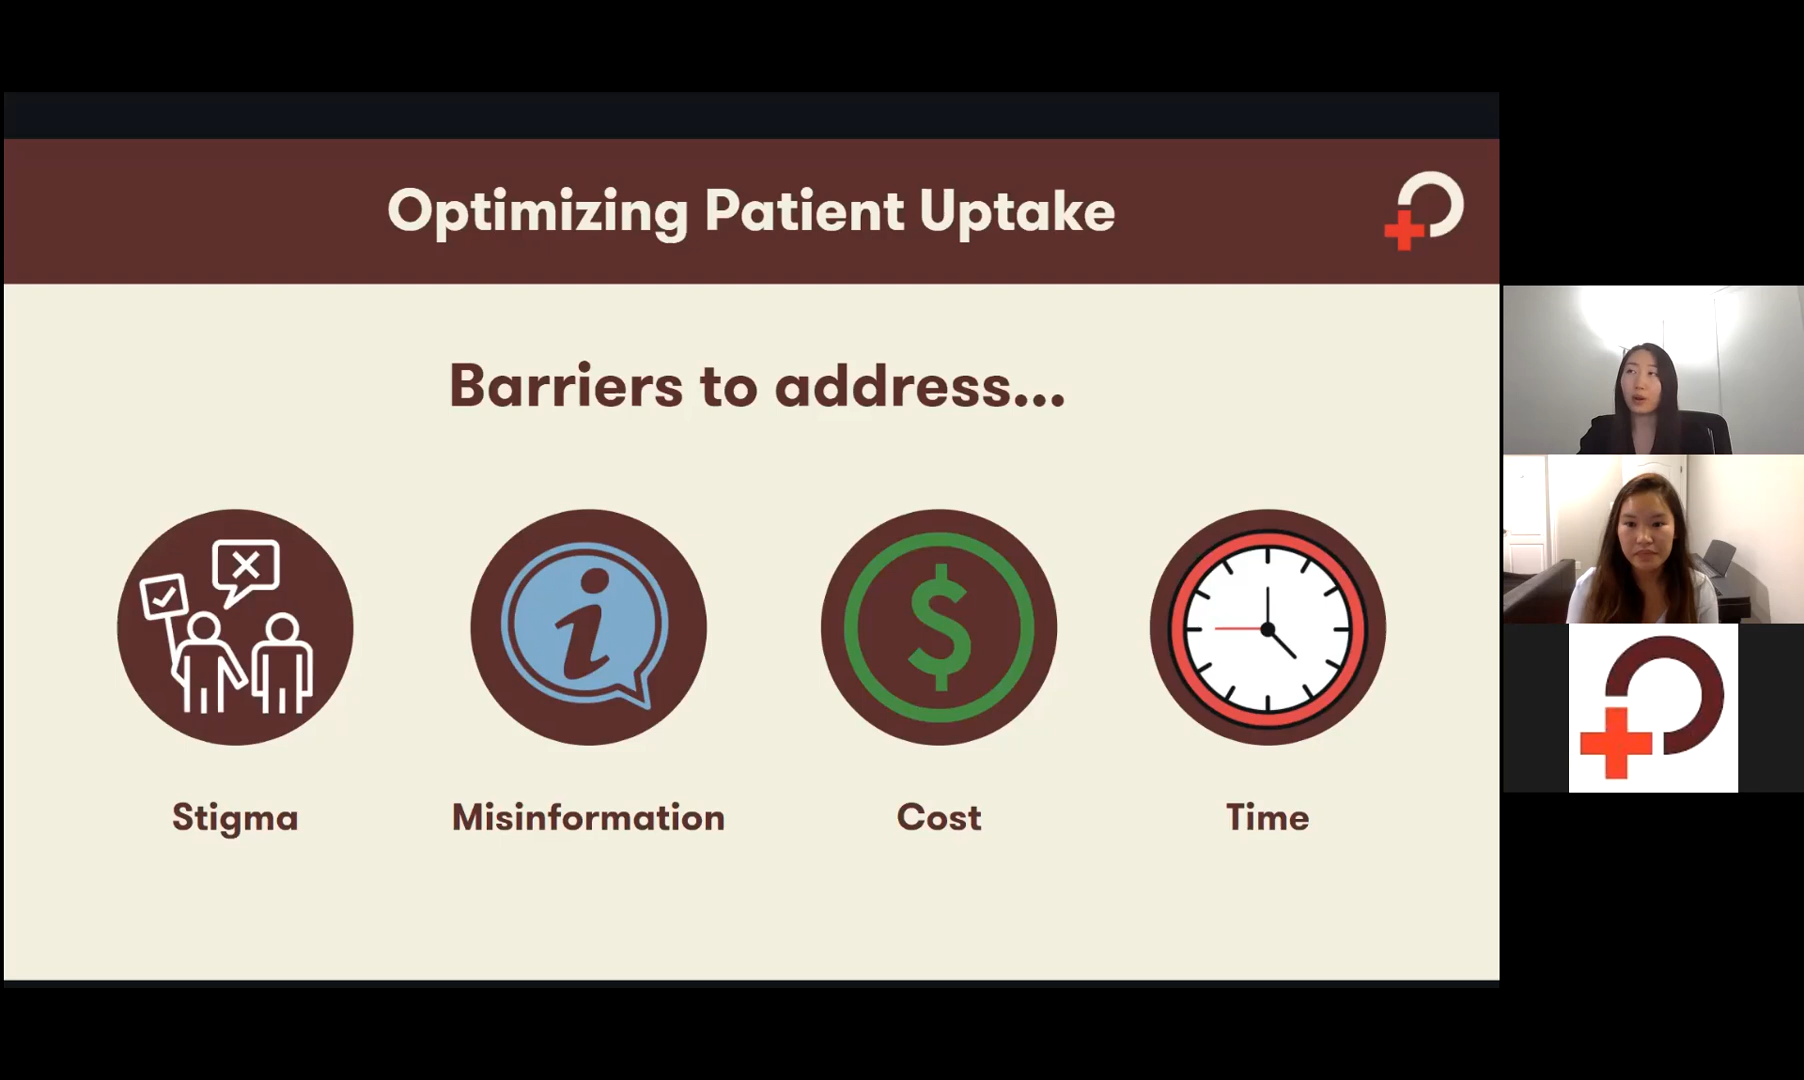 Optimizing Patient Uptake
Barriers to address...
Stigma
Misinformation
Cost
Time